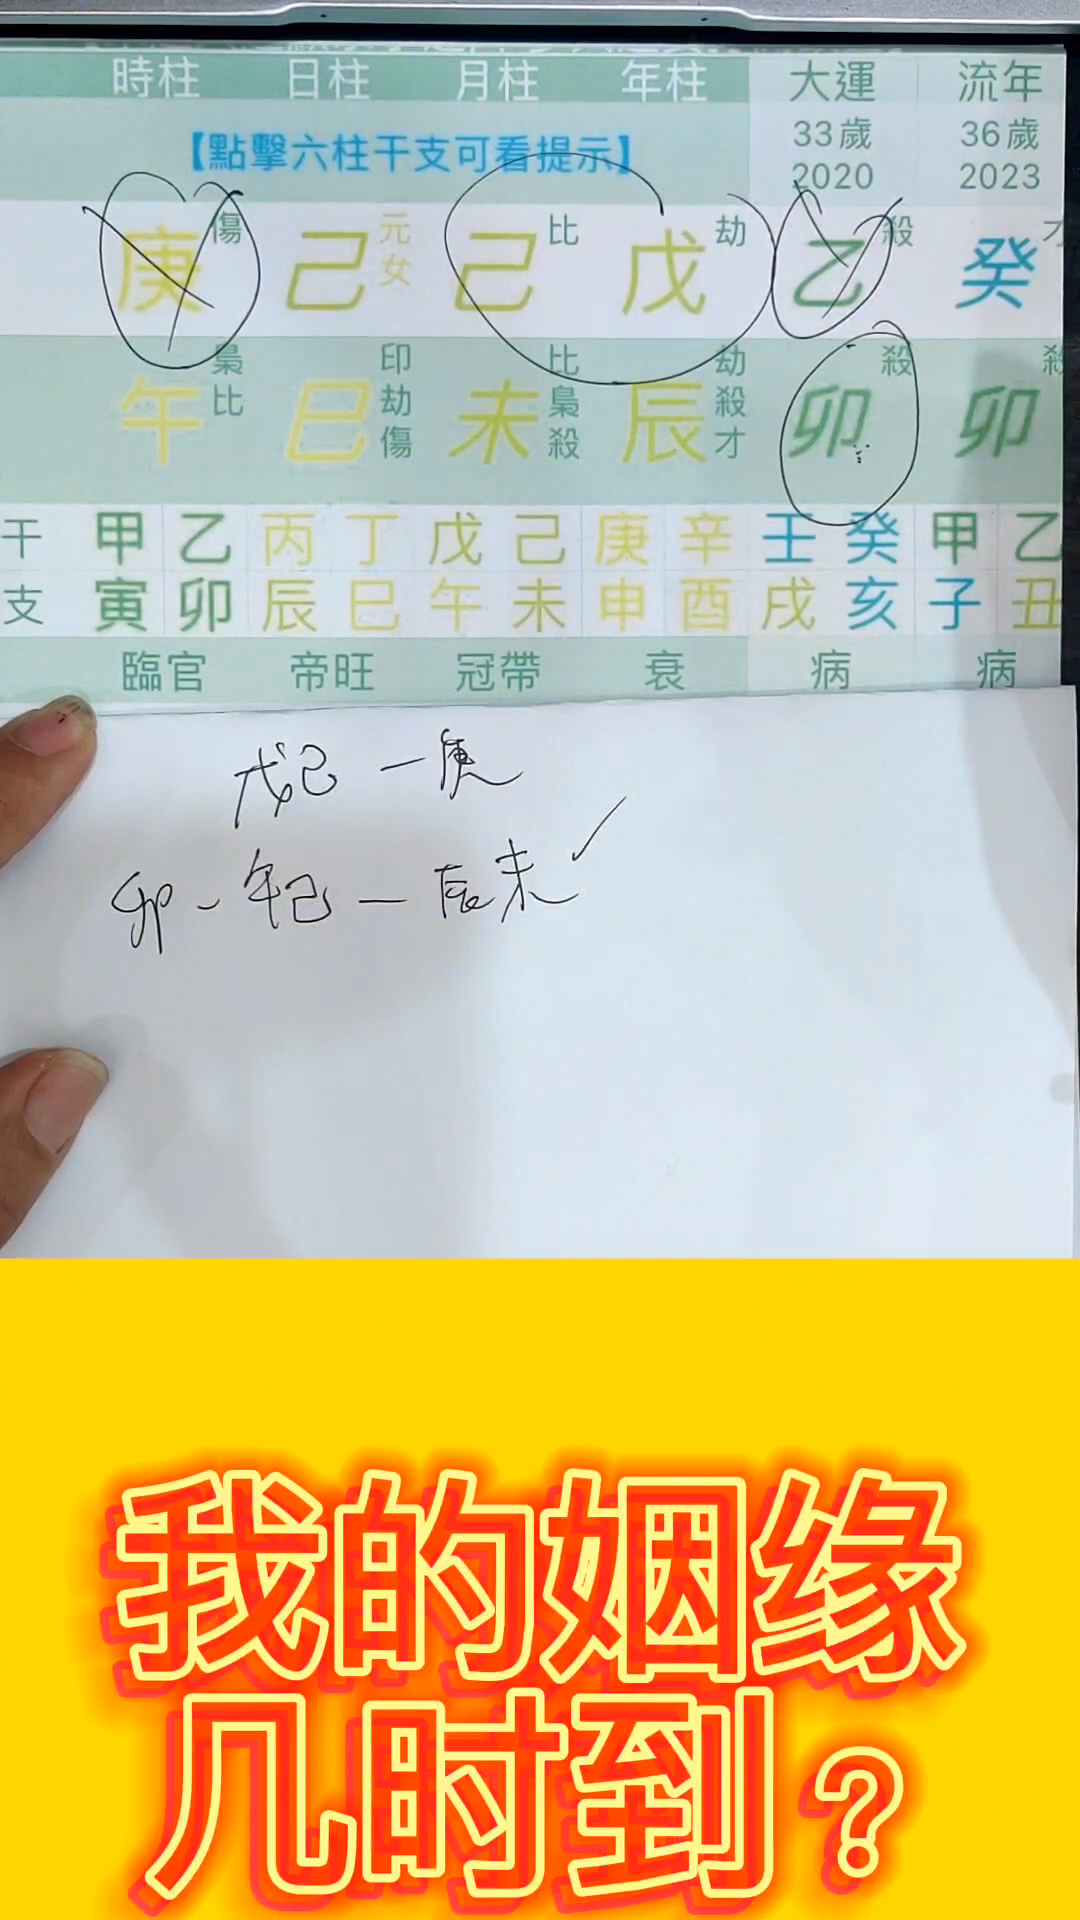 時柱 日柱 月柱 年柱 大運 流年
【點擊六柱干支可看提示】 33歲 36歲
2020 2023
庚 傷 己 元女 己 比 戊 劫 乙 殺 癸 才
午 梟比 巳 印劫傷 未 比梟殺 辰 劫殺才 卯 殺 卯 殺
干 甲 乙 丙 丁 戊 己 庚 辛 壬 癸 甲 乙
支 寅 卯 辰 巳 午 未 申 酉 戌 亥 子 丑
臨官 帝旺 冠帶 衰 病 病
戊己 一 庚
卯 - 午己 一 辰未 ✓
我的姻缘
几时到？